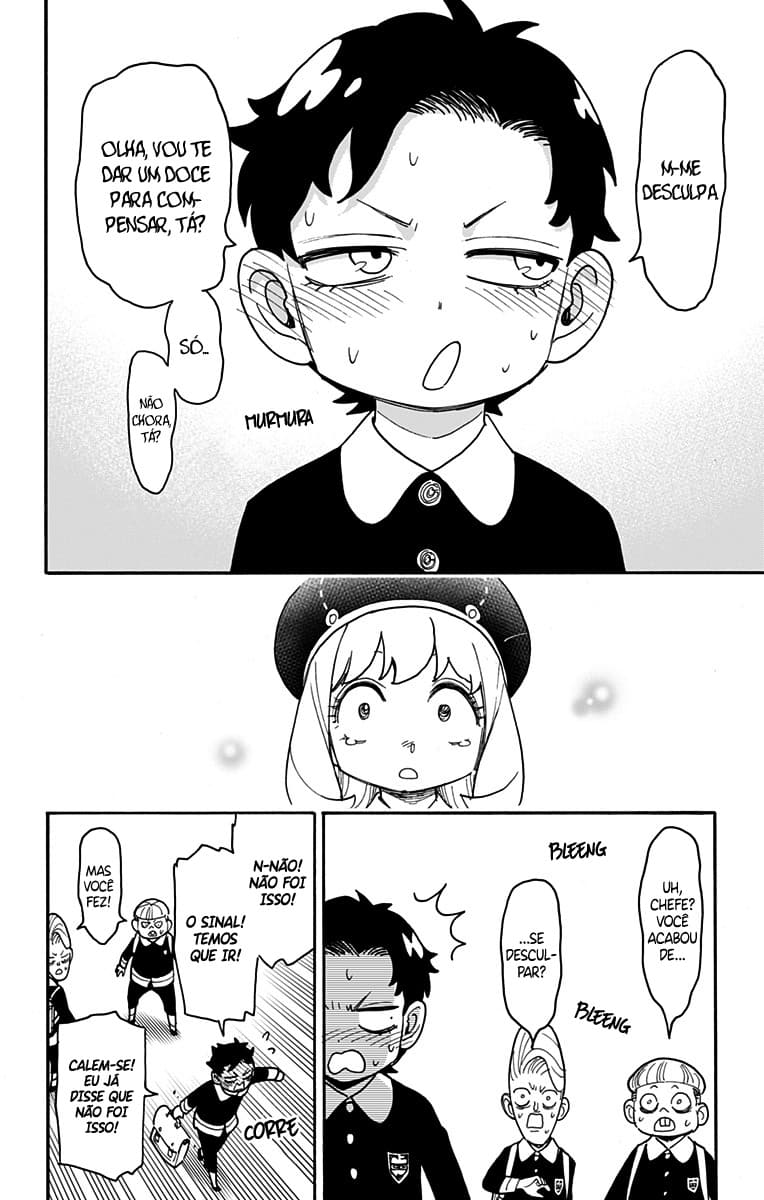 M-ME
DESCULPA
OLHA, VOU TE
DAR UM DOCE
PARA COM-
PENSAR, TÁ?
SÓ...
NÃO
CHORA,
TÁ?
MURMURA
BLEENG
UH,
CHEFE?
VOCÊ
ACABOU
DE...
...SE
DESCUL-
PAR?
BLEENG
N-NÃO!
NÃO FOI
ISSO!
O SINAL!
TEMOS
QUE IR!
MAS
VOCÊ
FEZ!
CALEM-SE!
EU JÁ
DISSE QUE
NÃO FOI
ISSO!
CORRE